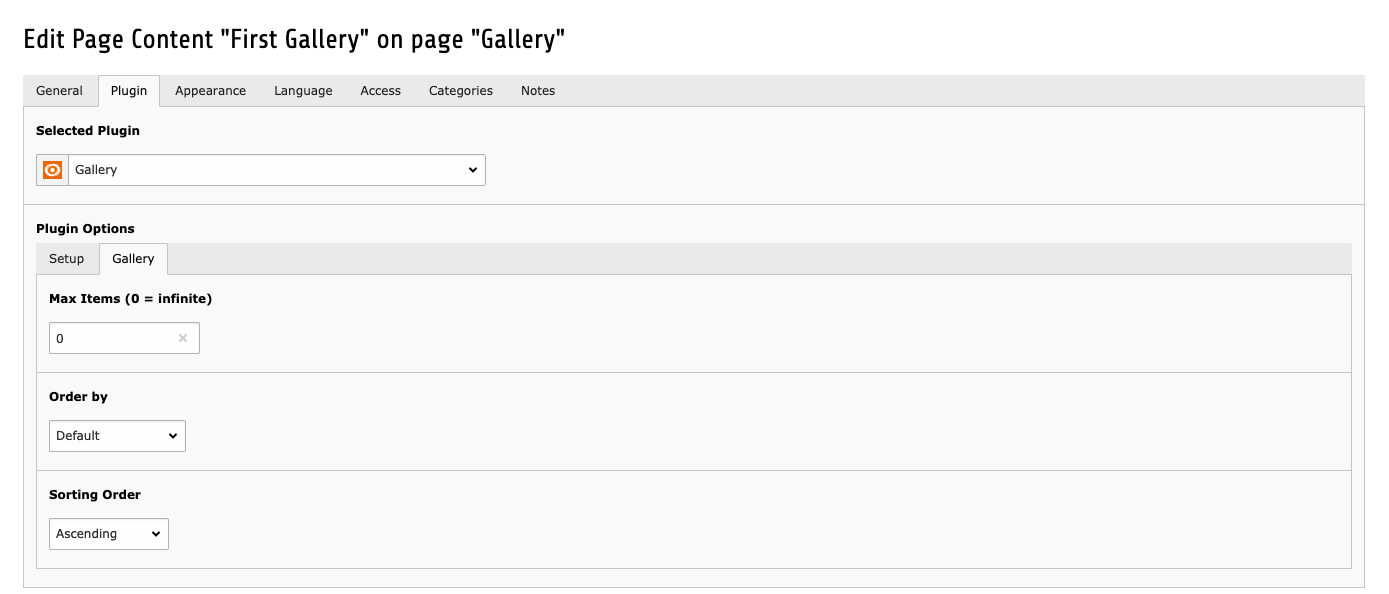 Edit Page Content "First Gallery" on page "Gallery"
General Plugin Appearance Language Access Categories Notes
Selected Plugin
Gallery
Plugin Options
Setup Gallery
Max Items (0 = infinite)
0
Order by
Default
Sorting Order
Ascending